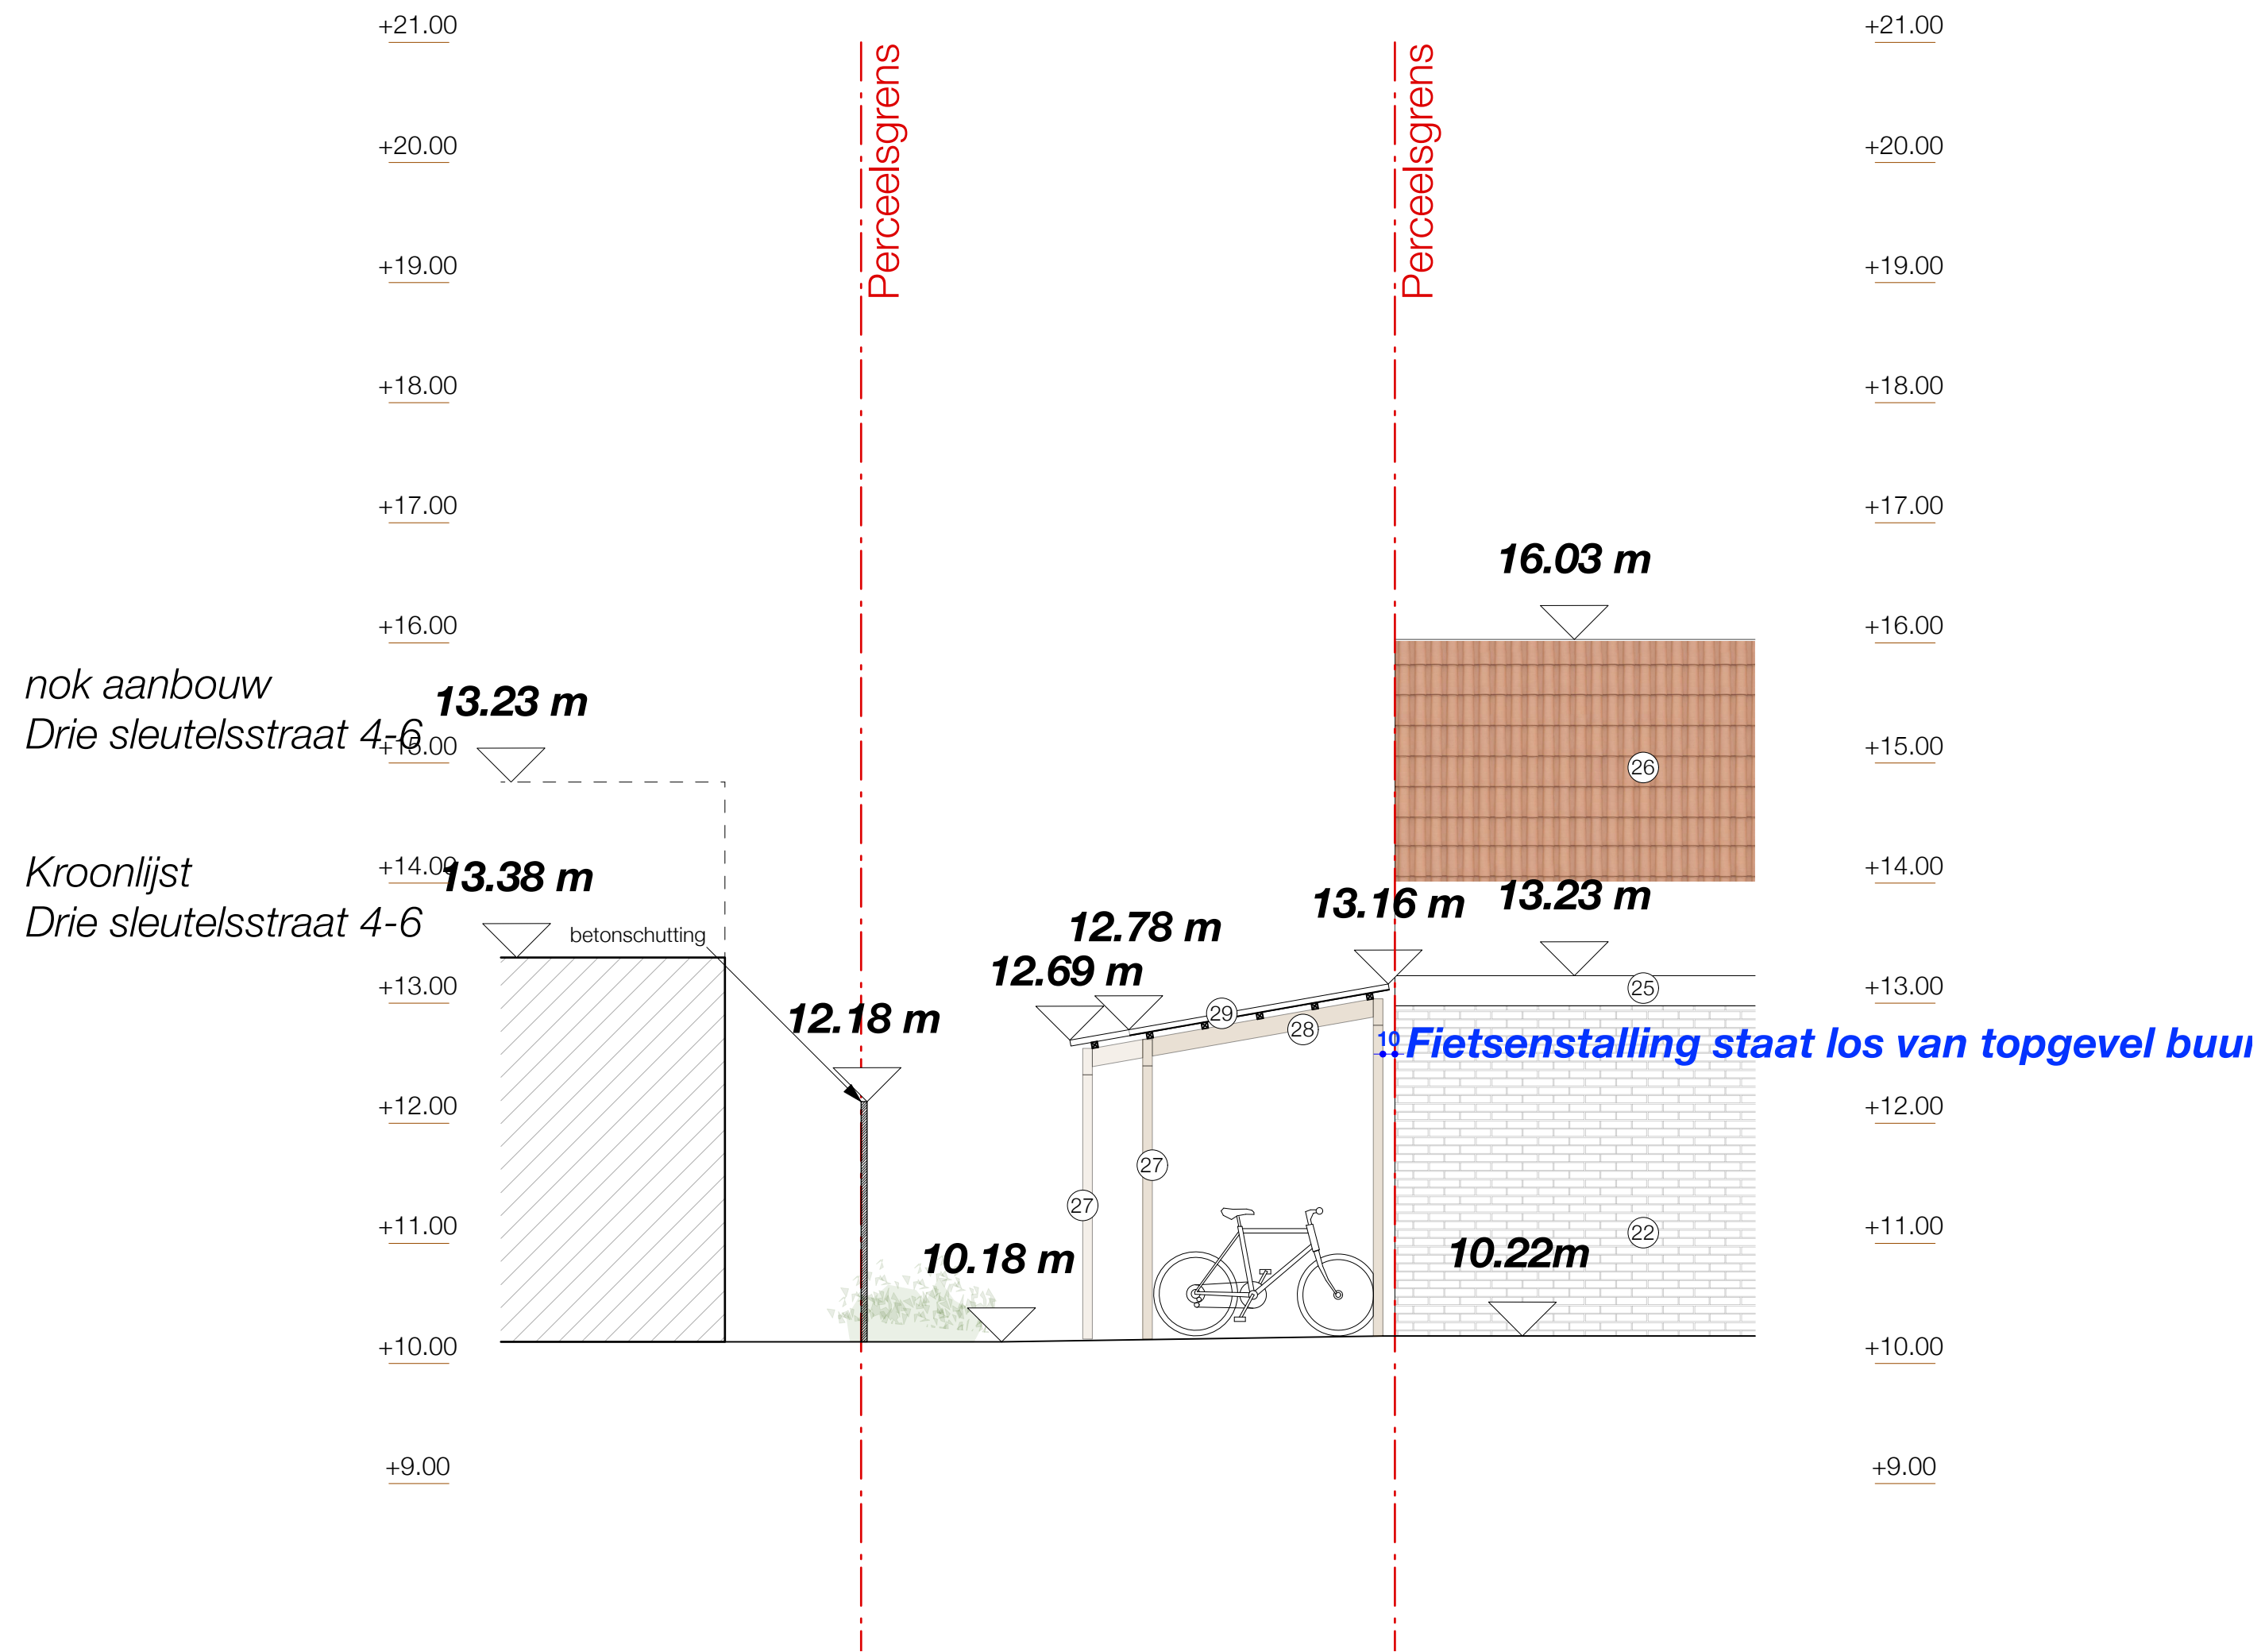 +21.00
+21.00
Perceelsgrens
Perceelsgrens
+20.00
+20.00
+19.00
+19.00
+18.00
+18.00
+17.00
+17.00
16.03 m
+16.00
+16.00
nok aanbouw
Drie sleutelsstraat 4-6
13.23 m
+15.00
+15.00
26
Kroonlijst
Drie sleutelsstraat 4-6
+14.00
13.38 m
+14.00
betonschutting
13.16 m
13.23 m
12.78 m
12.69 m
+13.00
+13.00
25
12.18 m
29
28
10
Fietsenstalling staat los van topgevel buur
+12.00
+12.00
27
27
+11.00
+11.00
22
10.18 m
10.22m
+10.00
+10.00
+9.00
+9.00